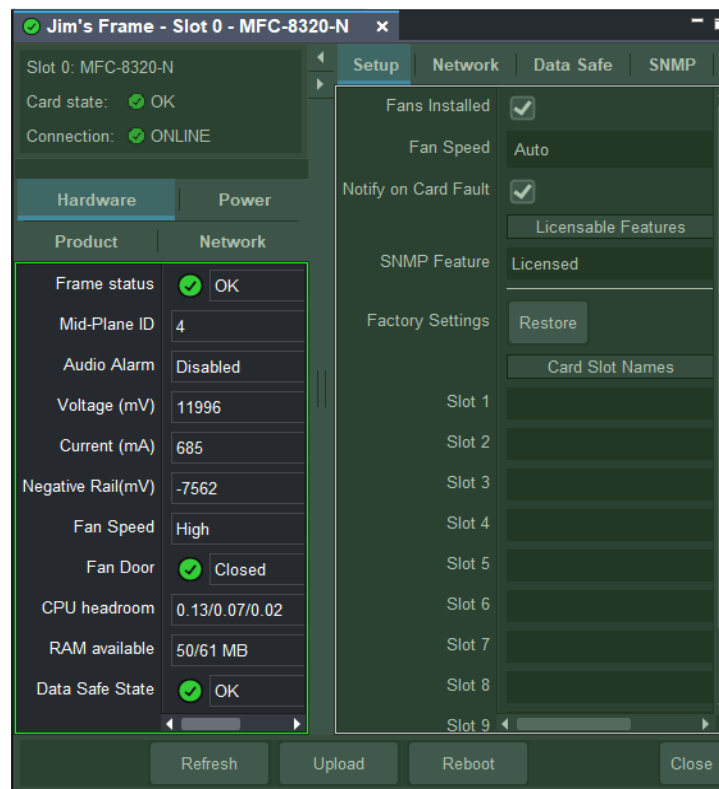 Jim's Frame - Slot 0 - MFC-8320-N ×
Slot 0: MFC-8320-N
Card state: OK
Connection: ONLINE
Hardware Power
Product Network
Frame status OK
Mid-Plane ID 4
Audio Alarm Disabled
Voltage (mV) 11996
Current (mA) 685
Negative Rail(mV) -7562
Fan Speed High
Fan Door Closed
CPU headroom 0.13/0.07/0.02
RAM available 50/61 MB
Data Safe State OK
Setup Network Data Safe SNMP
Fans Installed
Fan Speed Auto
Notify on Card Fault
Licensable Features
SNMP Feature Licensed
Factory Settings Restore
Card Slot Names
Slot 1
Slot 2
Slot 3
Slot 4
Slot 5
Slot 6
Slot 7
Slot 8
Slot 9
Refresh Upload Reboot Close